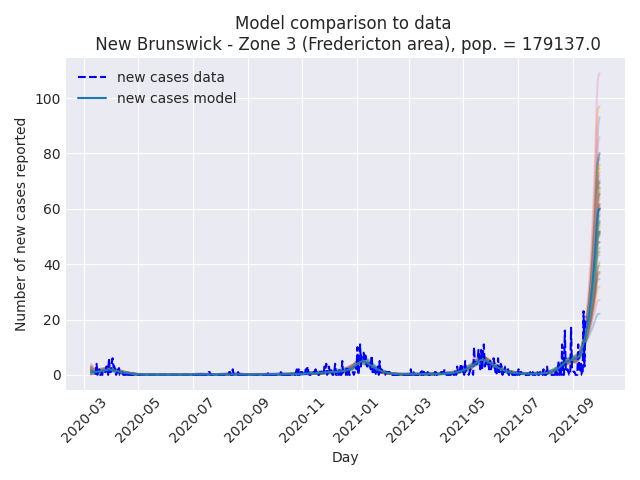 Model comparison to data
New Brunswick - Zone 3 (Fredericton area), pop. = 179137.0
new cases data
new cases model
Number of new cases reported
100
80
60
40
20
0
2020-03
2020-05
2020-07
2020-09
2020-11
2021-01
2021-03
2021-05
2021-07
2021-09
Day